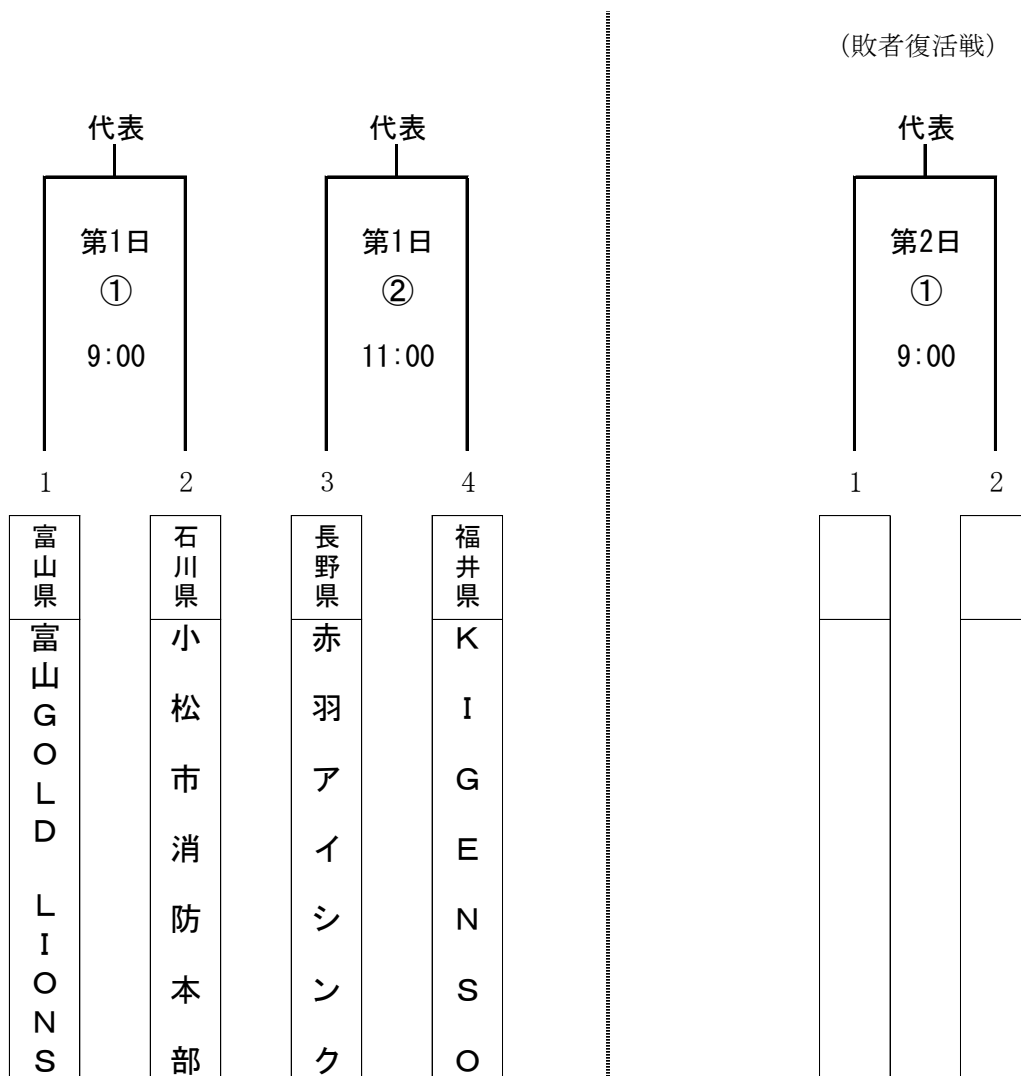 (敗者復活戦)
代表
代表
代表
第1日
①
9:00
第1日
②
11:00
第2日
①
9:00
1
2
3
4
1
2
富山県
石川県
長野県
福井県
富山GOLD LIONS
小松市消防本部
赤羽アイシンク
KIGENSO